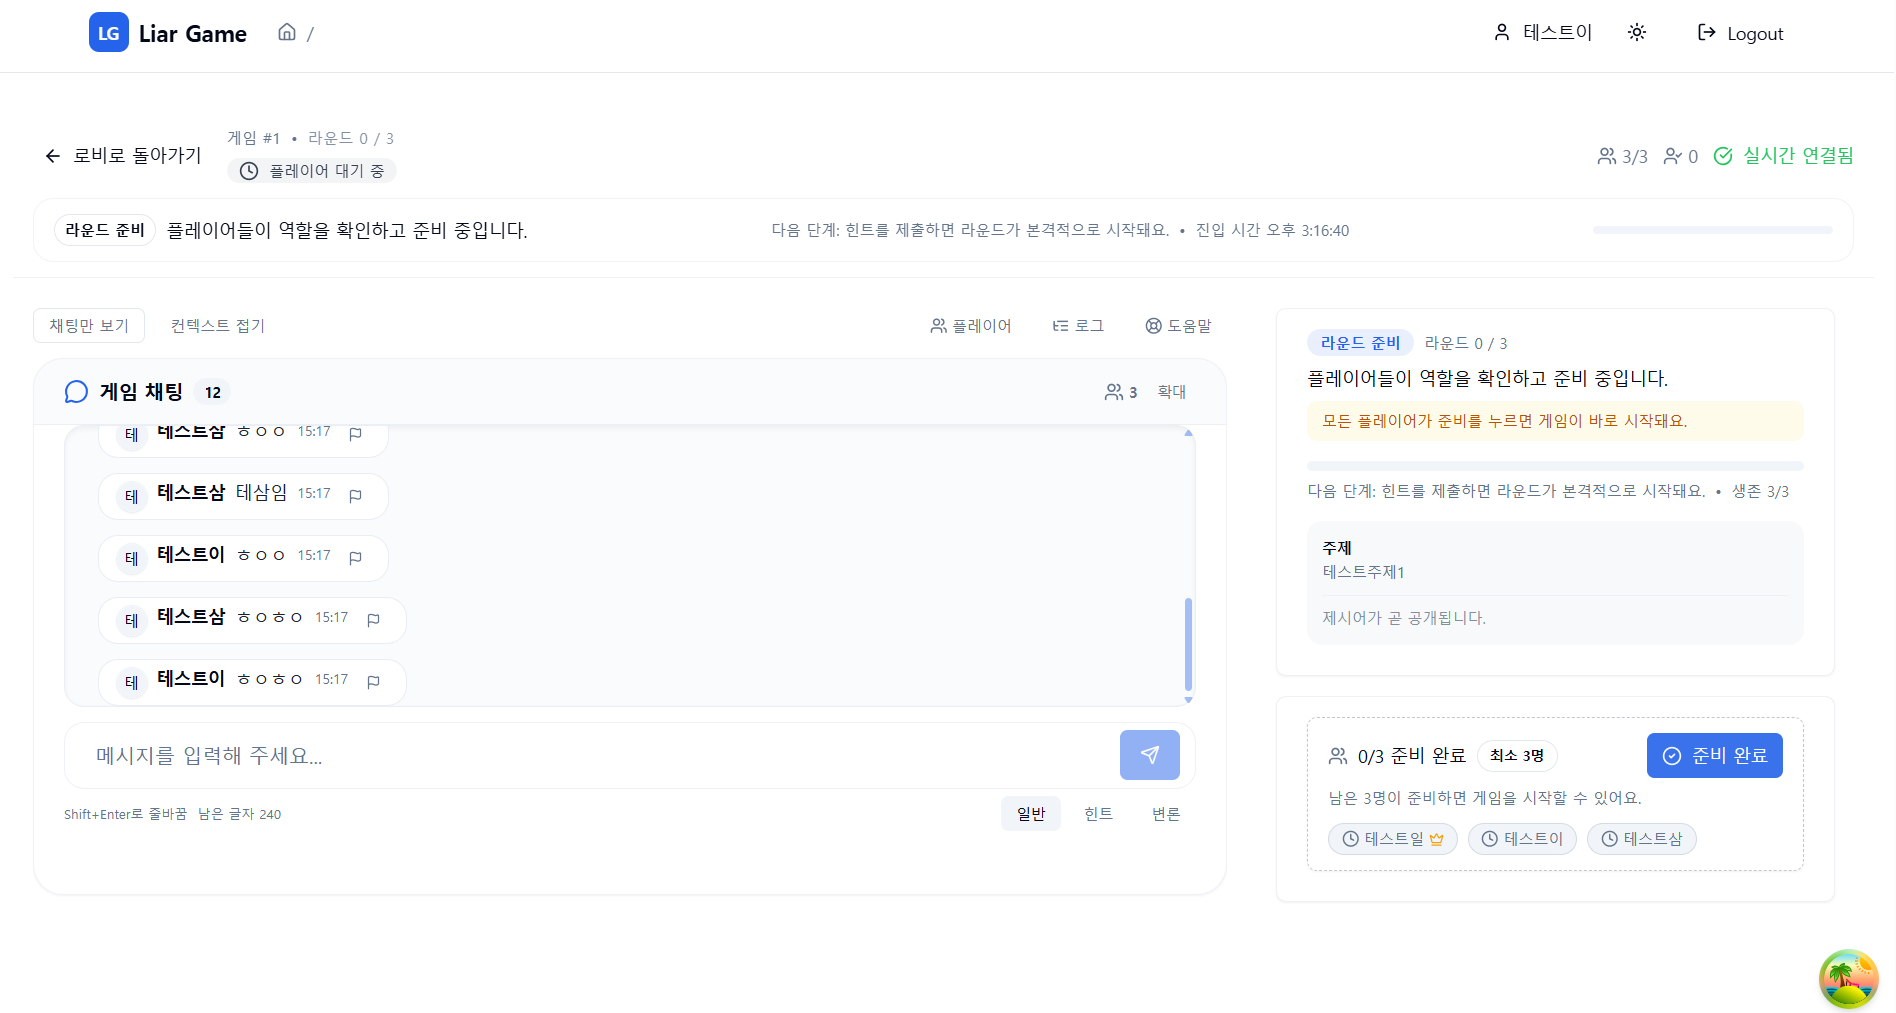 LG Liar Game /
테스트이 Logout
로비로 돌아가기
게임 #1 • 라운드 0 / 3
플레이어 대기 중
3/3 0 실시간 연결됨
라운드 준비 플레이어들이 역할을 확인하고 준비 중입니다.
다음 단계: 힌트를 제출하면 라운드가 본격적으로 시작돼요. • 진입 시간 오후 3:16:40
채팅만 보기 컨텍스트 접기
플레이어 로그 도움말
게임 채팅 12
3 확대
테 테스트삼 ㅎㅇㅇ 15:17
테 테스트삼 테삼임 15:17
테 테스트이 ㅎㅇㅇ 15:17
테 테스트삼 ㅎㅇㅎㅇ 15:17
테 테스트이 ㅎㅇㅎㅇ 15:17
메시지를 입력해 주세요...
Shift+Enter로 줄바꿈 남은 글자 240
일반 힌트 변론
라운드 준비 라운드 0 / 3
플레이어들이 역할을 확인하고 준비 중입니다.
모든 플레이어가 준비를 누르면 게임이 바로 시작돼요.
다음 단계: 힌트를 제출하면 라운드가 본격적으로 시작돼요. • 생존 3/3
주제
테스트주제1
제시어가 곧 공개됩니다.
0/3 준비 완료 최소 3명
준비 완료
남은 3명이 준비하면 게임을 시작할 수 있어요.
테스트일 테스트이 테스트삼